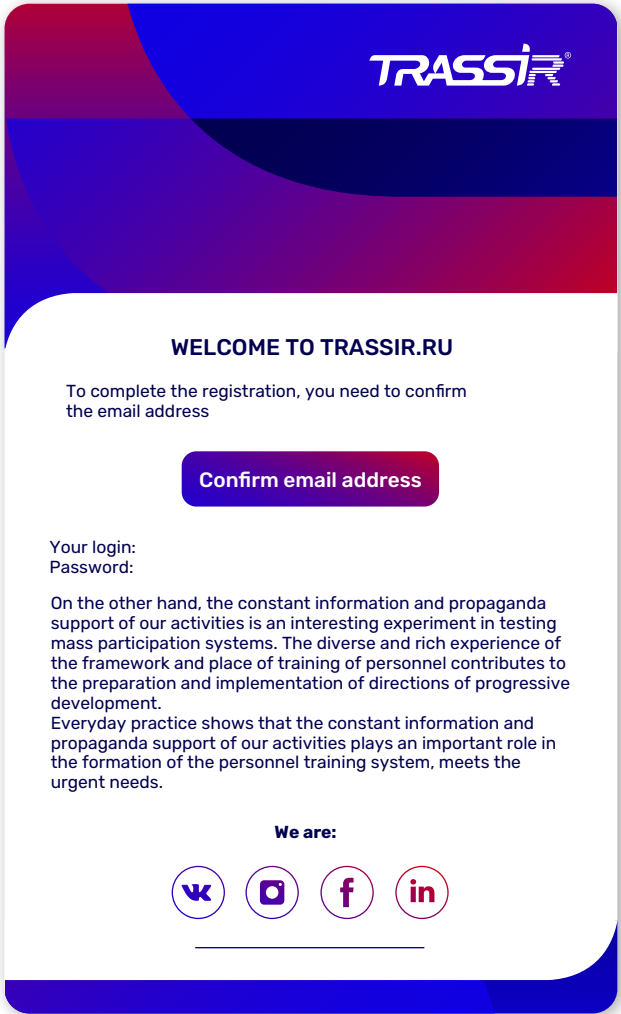 TRASSIR®
WELCOME TO TRASSIR.RU
To complete the registration, you need to confirm
the email address
Confirm email address
Your login:
Password:
On the other hand, the constant information and propaganda
support of our activities is an interesting experiment in testing
mass participation systems. The diverse and rich experience of
the framework and place of training of personnel contributes to
the preparation and implementation of directions of progressive
development.
Everyday practice shows that the constant information and
propaganda support of our activities plays an important role in
the formation of the personnel training system, meets the
urgent needs.
We are: